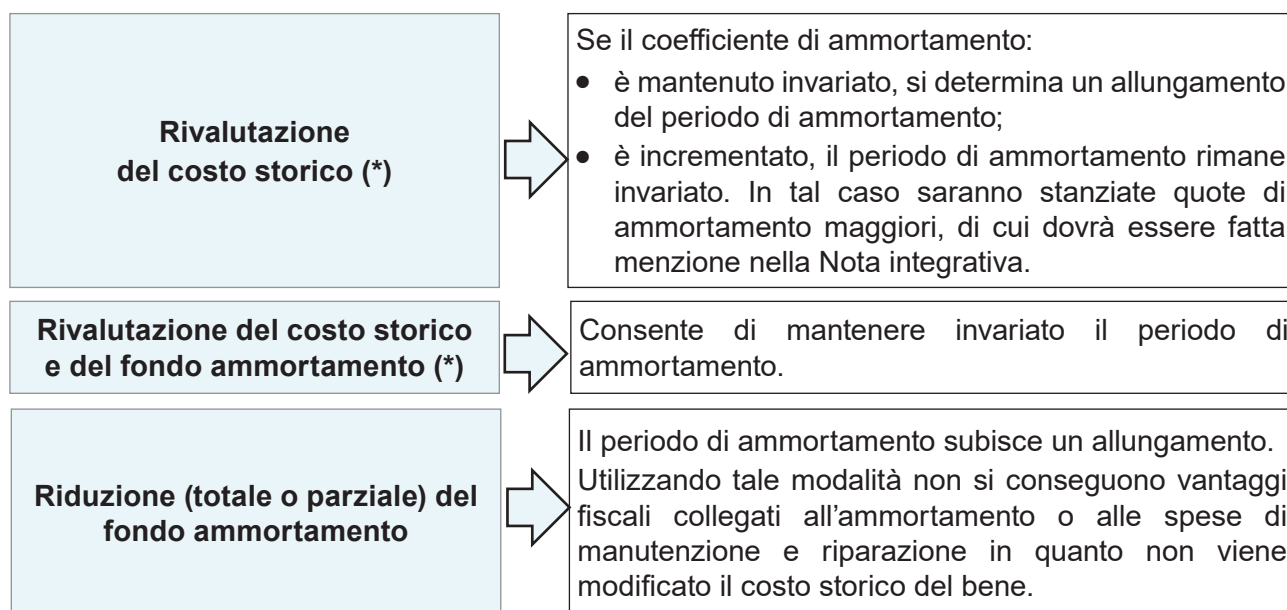 Rivalutazione
del costo storico (*)
Se il coefficiente di ammortamento:
● è mantenuto invariato, si determina un allungamento
del periodo di ammortamento;
● è incrementato, il periodo di ammortamento rimane
invariato. In tal caso saranno stanziate quote di
ammortamento maggiori, di cui dovrà essere fatta
menzione nella Nota integrativa.
Rivalutazione del costo storico
e del fondo ammortamento (*)
Consente di mantenere invariato il periodo di
ammortamento.
Riduzione (totale o parziale) del
fondo ammortamento
Il periodo di ammortamento subisce un allungamento.
Utilizzando tale modalità non si conseguono vantaggi
fiscali collegati all’ammortamento o alle spese di
manutenzione e riparazione in quanto non viene
modificato il costo storico del bene.